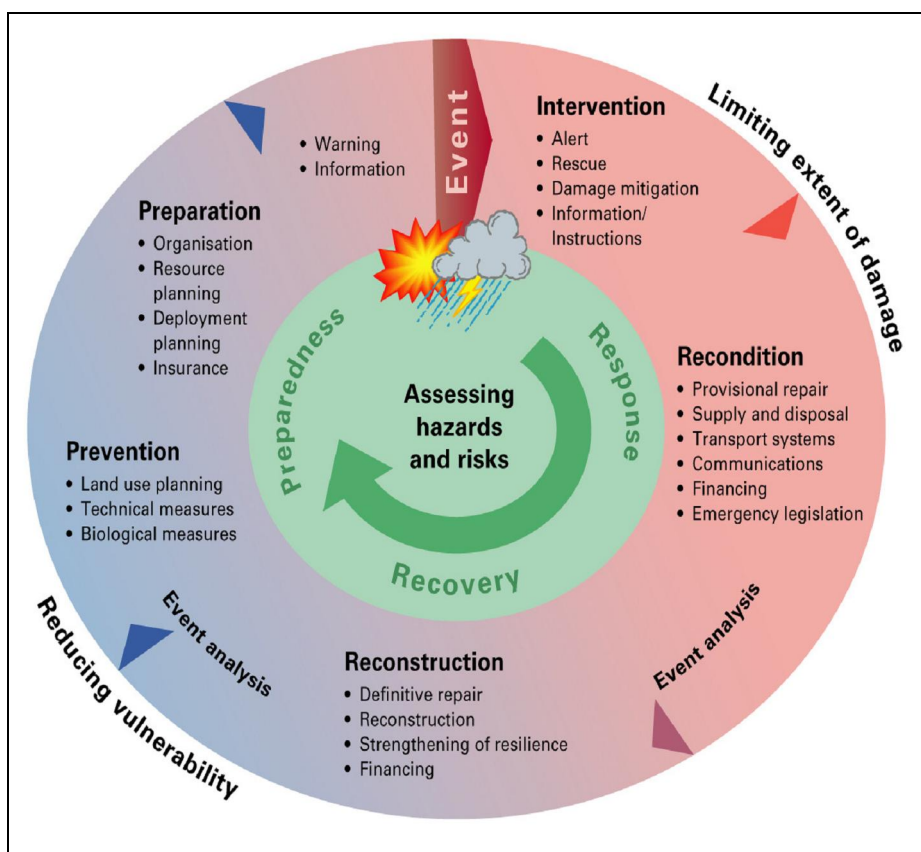 Event
Intervention
• Alert
• Rescue
• Damage mitigation
• Information/
Instructions
Limiting extent of damage
Recondition
• Provisional repair
• Supply and disposal
• Transport systems
• Communications
• Financing
• Emergency legislation
Event analysis
Reconstruction
• Definitive repair
• Reconstruction
• Strengthening of resilience
• Financing
Event analysis
Reducing vulnerability
Prevention
• Land use planning
• Technical measures
• Biological measures
Preparation
• Organisation
• Resource
planning
• Deployment
planning
• Insurance
• Warning
• Information
Response
Recovery
Preparedness
Assessing
hazards
and risks